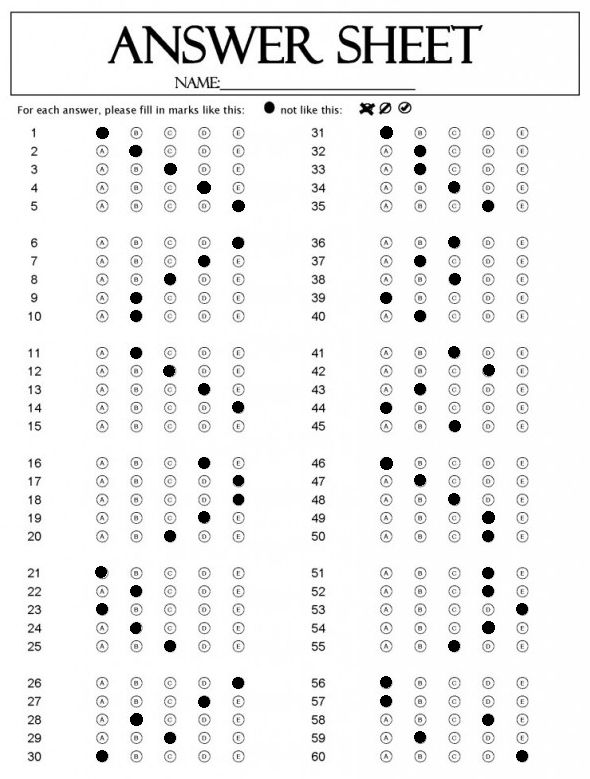 ANSWER SHEET
NAME:
For each answer, please fill in marks like this: not like this:
1 B C D E 31 B C D E
2 A C D E 32 A C D E
3 A B D E 33 A C D E
4 A B C E 34 A B D E
5 A B C D 35 A B C E
6 A B C D 36 A B D E
7 A B C E 37 A C D E
8 A B D E 38 A B D E
9 A C D E 39 B C D E
10 A C D E 40 A C D E
11 A C D E 41 A B D E
12 A B D E 42 A B C E
13 A B C E 43 A C D E
14 A B C D 44 B C D E
15 A B C D E 45 A B D E
16 A B C E 46 B C D E
17 A B C D 47 A C D E
18 A B C D 48 A B D E
19 A B C E 49 A B C E
20 A B D E 50 A B C E
21 B C D E 51 A B C E
22 A C D E 52 A B C E
23 B C D E 53 A B C D
24 A C D E 54 A B C E
25 A B D E 55 A B D E
26 A B C D 56 B C D E
27 A B C E 57 B C D E
28 A C D E 58 A B C E
29 A B D E 59 A C D E
30 B C D E 60 A B C D